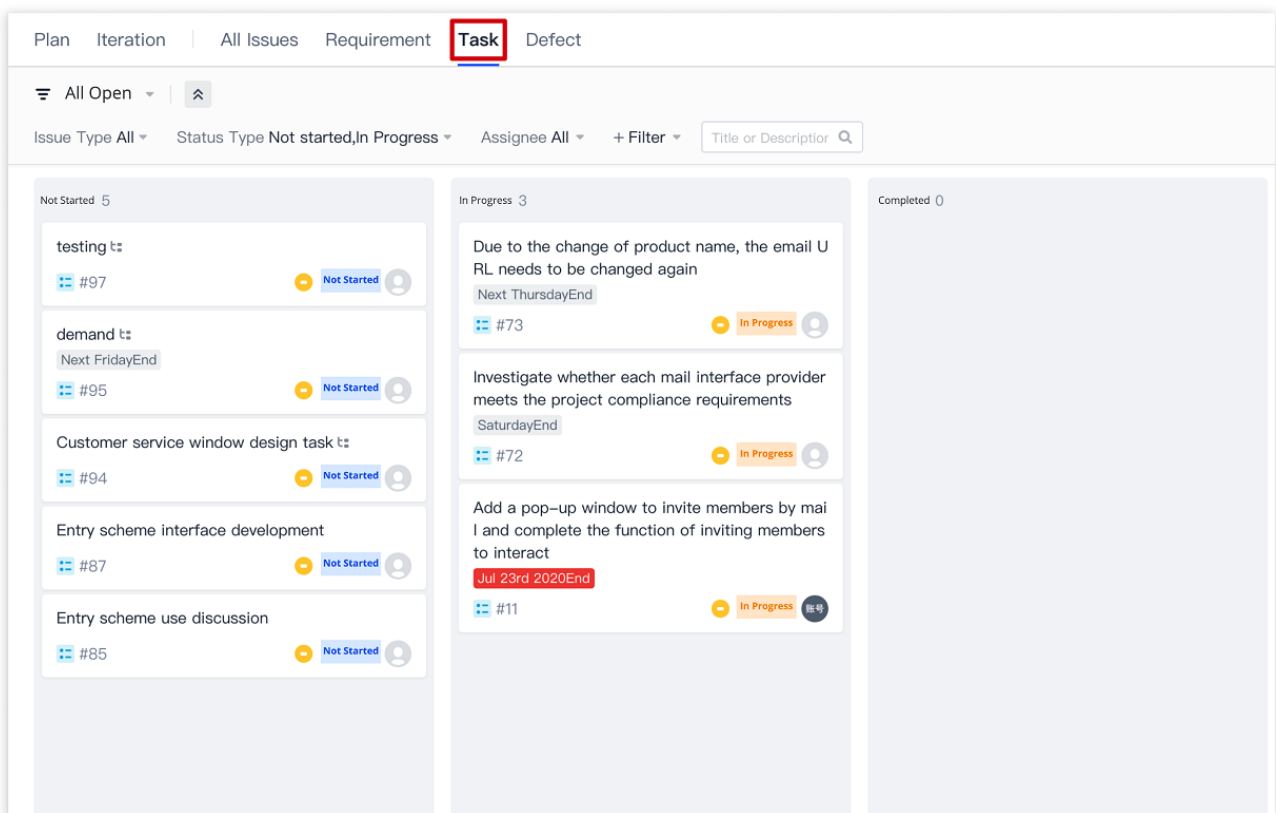 Plan Iteration All Issues Requirement Task Defect
All Open
Issue Type All Status Type Not started,In Progress Assignee All + Filter Title or Description
Not Started 5
testing
#97 Not Started
demand
Next FridayEnd
#95 Not Started
Customer service window design task
#94 Not Started
Entry scheme interface development
#87 Not Started
Entry scheme use discussion
#85 Not Started
In Progress 3
Due to the change of product name, the email U
RL needs to be changed again
Next ThursdayEnd
#73 In Progress
Investigate whether each mail interface provider
meets the project compliance requirements
SaturdayEnd
#72 In Progress
Add a pop-up window to invite members by mai
l and complete the function of inviting members
to interact
Jul 23rd 2020End
#11 In Progress 账号
Completed 0